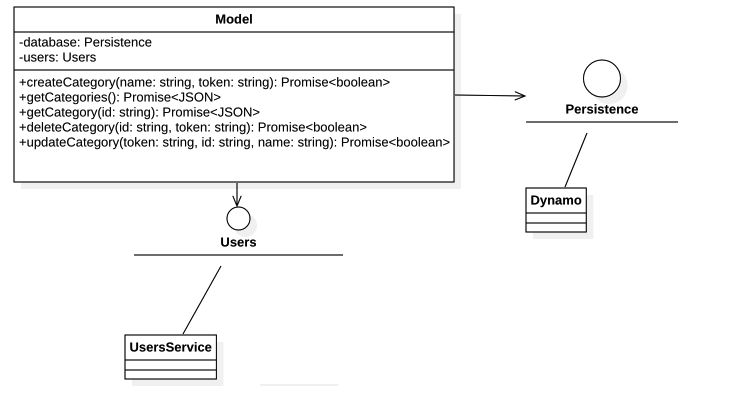 Model
-database: Persistence
-users: Users
+createCategory(name: string, token: string): Promise<boolean>
+getCategories(): Promise<JSON>
+getCategory(id: string): Promise<JSON>
+deleteCategory(id: string, token: string): Promise<boolean>
+updateCategory(token: string, id: string, name: string): Promise<boolean>
Persistence
Dynamo
Users
UsersService